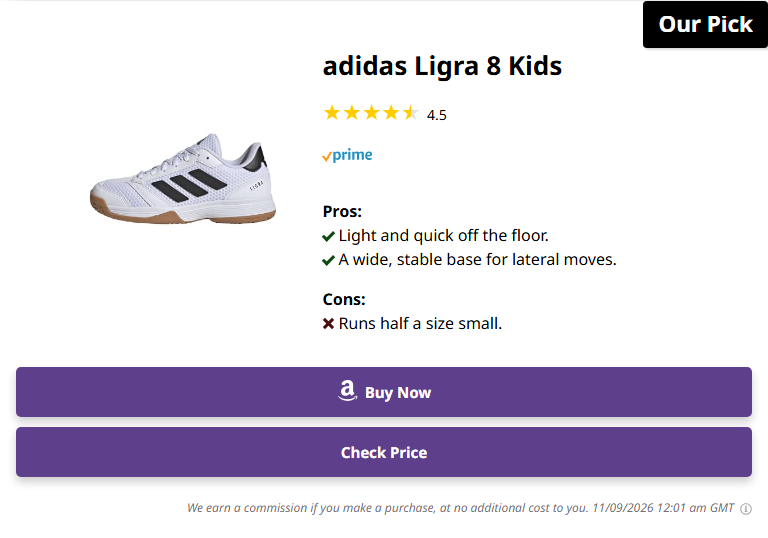 Our Pick
adidas Ligra 8 Kids
4.5
prime
LIGRA
Pros:
Light and quick off the floor.
A wide, stable base for lateral moves.
Cons:
Runs half a size small.
Buy Now
Check Price
We earn a commission if you make a purchase, at no additional cost to you. 11/09/2026 12:01 am GMT